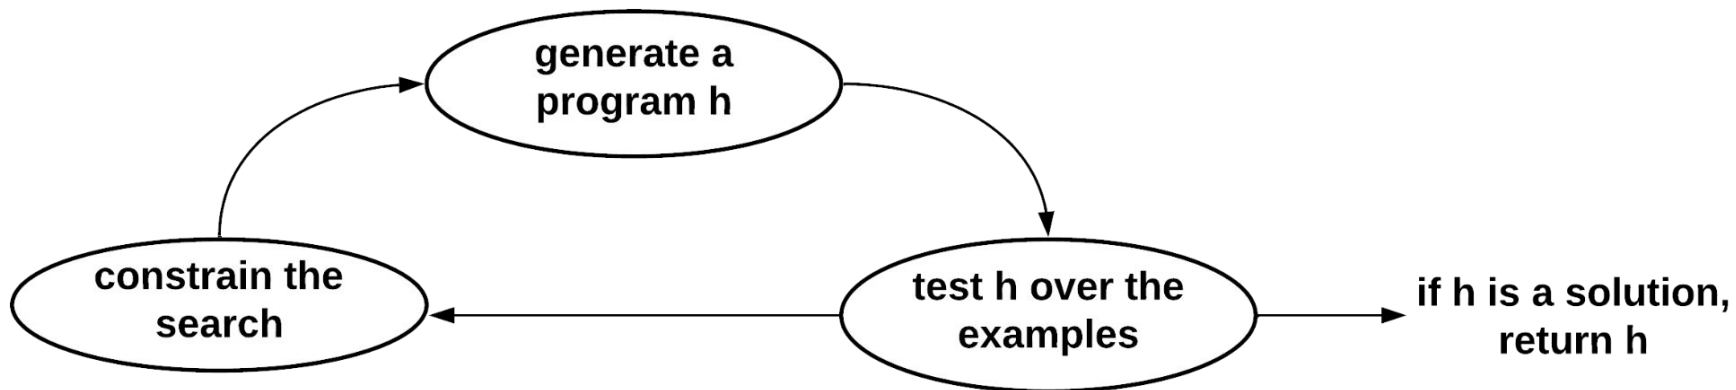 generate a
program h
constrain the
search
test h over the
examples
if h is a solution,
return h